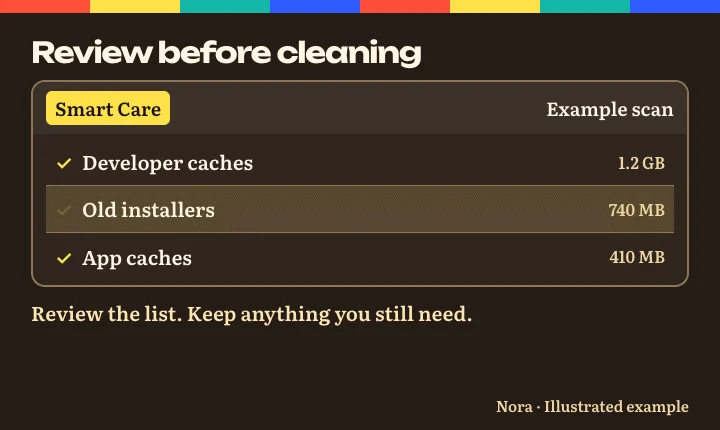 Review before cleaning
Smart Care Example scan
Developer caches 1.2 GB
Old installers 740 MB
App caches 410 MB
Review the list. Keep anything you still need.
Nora · Illustrated example